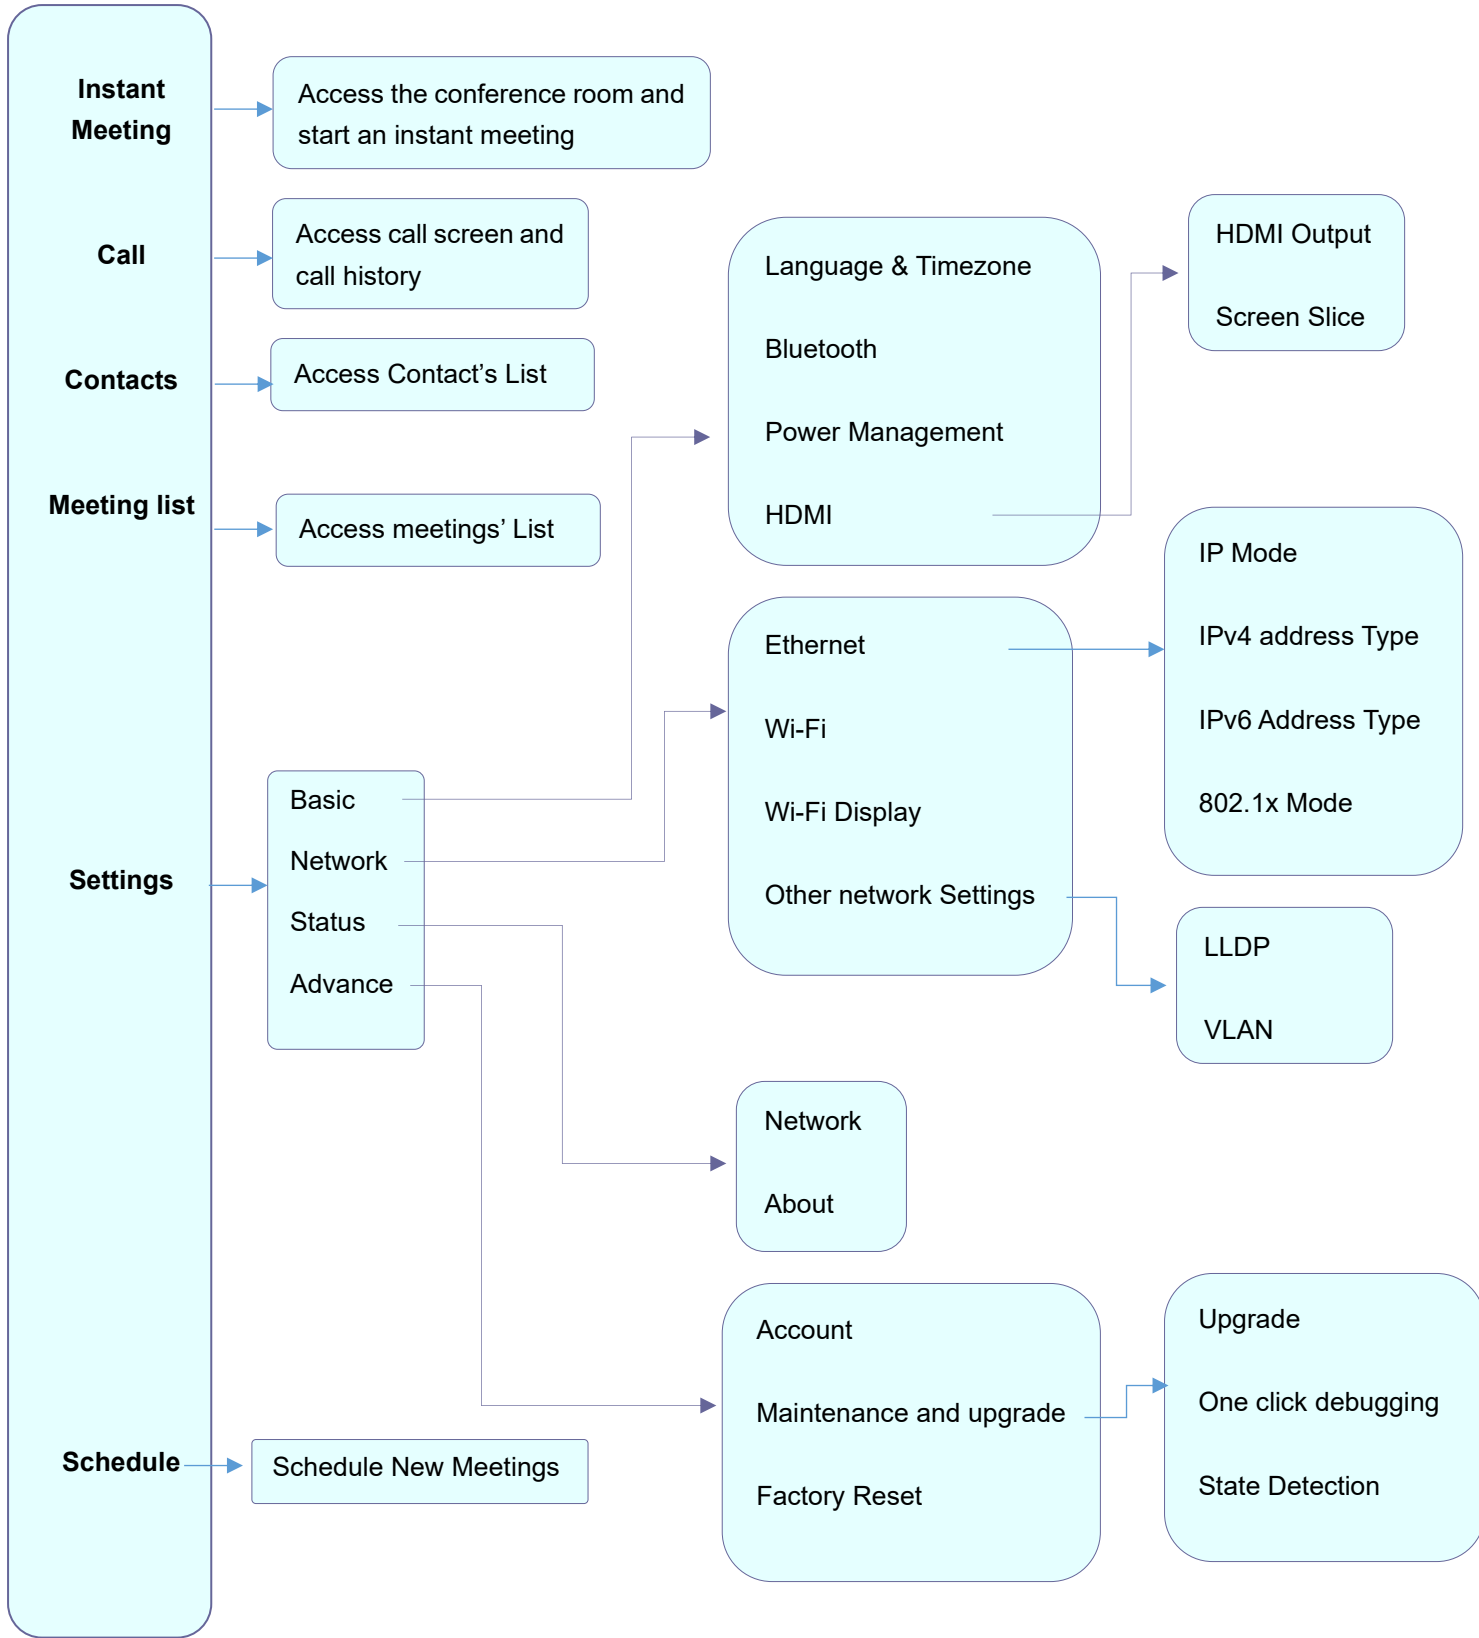 Instant
Meeting
Access the conference room and
start an instant meeting
Call
Access call screen and
call history
Contacts
Access Contact’s List
Meeting list
Access meetings’ List
Settings
Basic
Network
Status
Advance
Language & Timezone
Bluetooth
Power Management
HDMI
HDMI Output
Screen Slice
Ethernet
Wi-Fi
Wi-Fi Display
Other network Settings
IP Mode
IPv4 address Type
IPv6 Address Type
802.1x Mode
LLDP
VLAN
Network
About
Account
Maintenance and upgrade
Factory Reset
Upgrade
One click debugging
State Detection
Schedule
Schedule New Meetings